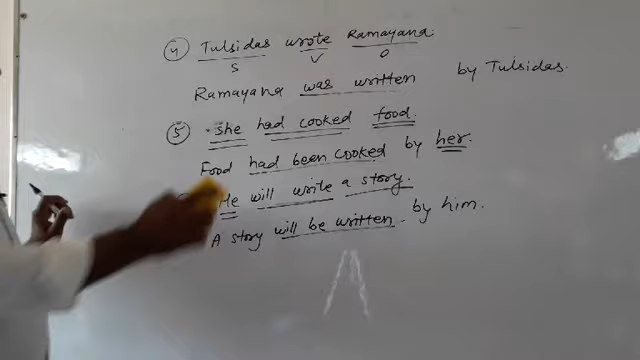 4) Tulsidas wrote Ramayana
S V O
Ramayana was written by Tulsidas.
5) She had cooked food.
Food had been cooked by her.
He will write a story.
A story will be written by him.